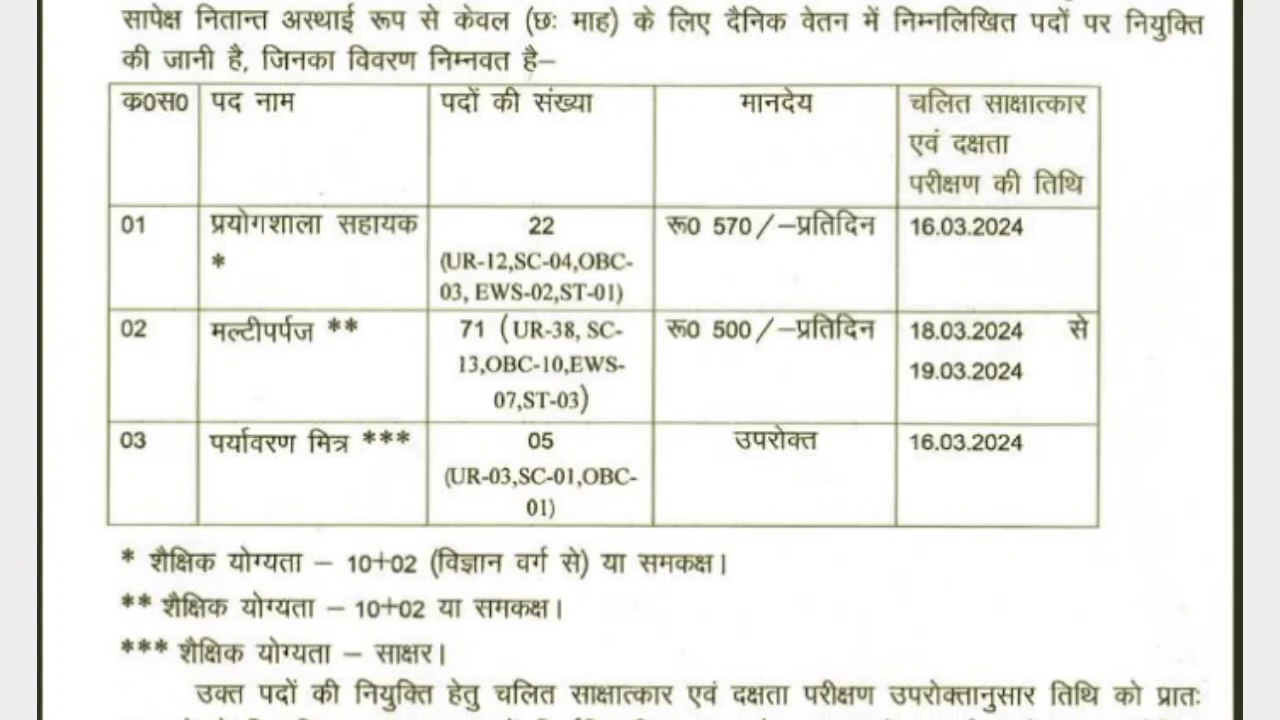 सापेक्ष नितान्त अस्थाई रूप से केवल (छः माह) के लिए दैनिक वेतन में निम्नलिखित पदों पर नियुक्ति
की जानी है, जिनका विवरण निम्नवत है–
क0स0 पद नाम पदों की संख्या मानदेय चलित साक्षात्कार
एवं दक्षता
परीक्षण की तिथि
01 प्रयोगशाला सहायक 22 रू0 570/–प्रतिदिन 16.03.2024
* (UR-12,SC-04,OBC-
03, EWS-02,ST-01)
02 मल्टीपर्पज ** 71 (UR-38, SC- रू0 500/–प्रतिदिन 18.03.2024 से
13,OBC-10,EWS- 19.03.2024
07,ST-03)
03 पर्यावरण मित्र *** 05 उपरोक्त 16.03.2024
(UR-03,SC-01,OBC-
01)
* शैक्षिक योग्यता – 10+02 (विज्ञान वर्ग से) या समकक्ष।
** शैक्षिक योग्यता – 10+02 या समकक्ष।
*** शैक्षिक योग्यता – साक्षर।
उक्त पदों की नियुक्ति हेतु चलित साक्षात्कार एवं दक्षता परीक्षण उपरोक्तानुसार तिथि को प्रातः